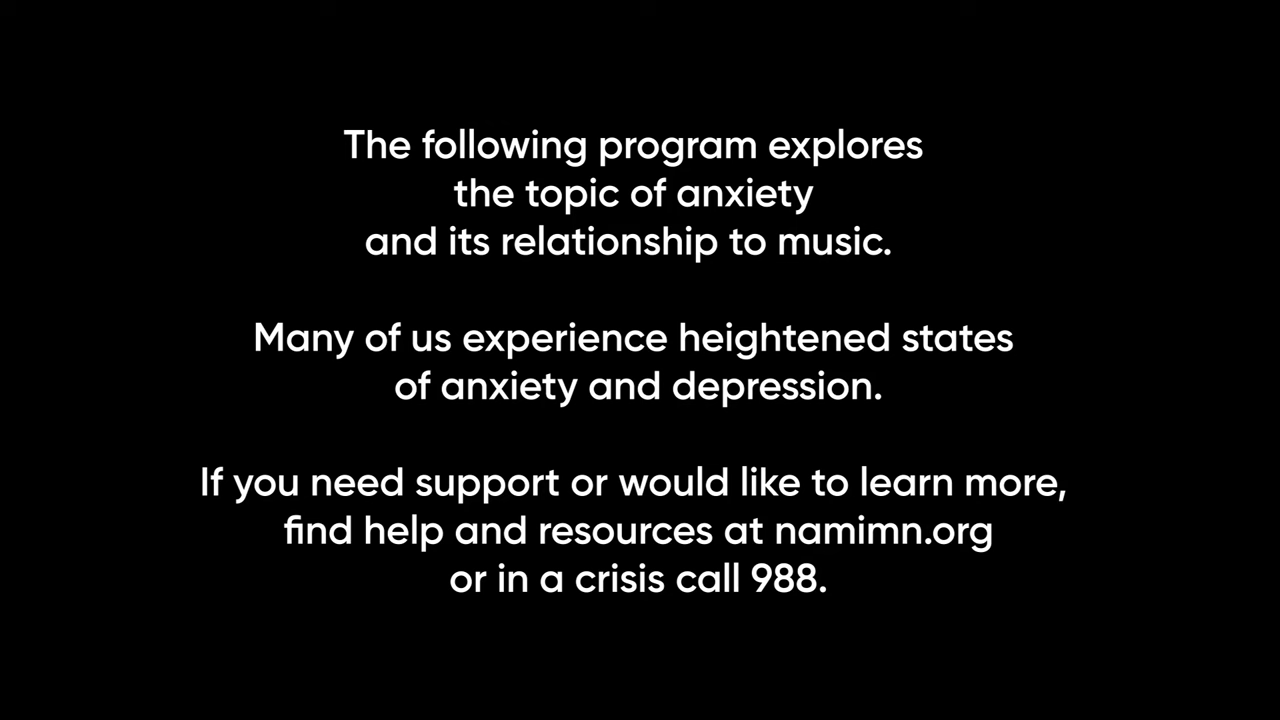 The following program explores
the topic of anxiety
and its relationship to music.
Many of us experience heightened states
of anxiety and depression.
If you need support or would like to learn more,
find help and resources at namimn.org
or in a crisis call 988.